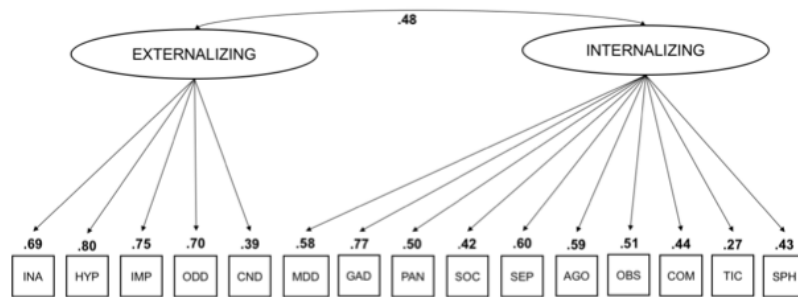 .48
EXTERNALIZING INTERNALIZING
.69 .80 .75 .70 .39 .58 .77 .50 .42 .60 .59 .51 .44 .27 .43
INA HYP IMP ODD CND MDD GAD PAN SOC SEP AGO OBS COM TIC SPH